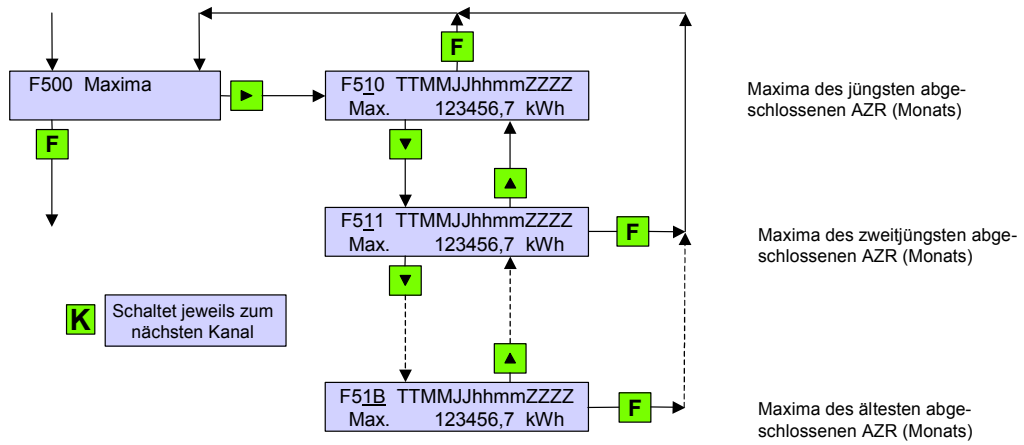 F
F500 Maxima
►
F510 TTMMJJhhmmZZZZ
Max. 123456,7 kWh
Maxima des jüngsten abge-
schlossenen AZR (Monats)
F
▼
▲
F511 TTMMJJhhmmZZZZ
Max. 123456,7 kWh
F
Maxima des zweitjüngsten abge-
schlossenen AZR (Monats)
▼
K
Schaltet jeweils zum
nächsten Kanal
▲
F51B TTMMJJhhmmZZZZ
Max. 123456,7 kWh
F
Maxima des ältesten abge-
schlossenen AZR (Monats)